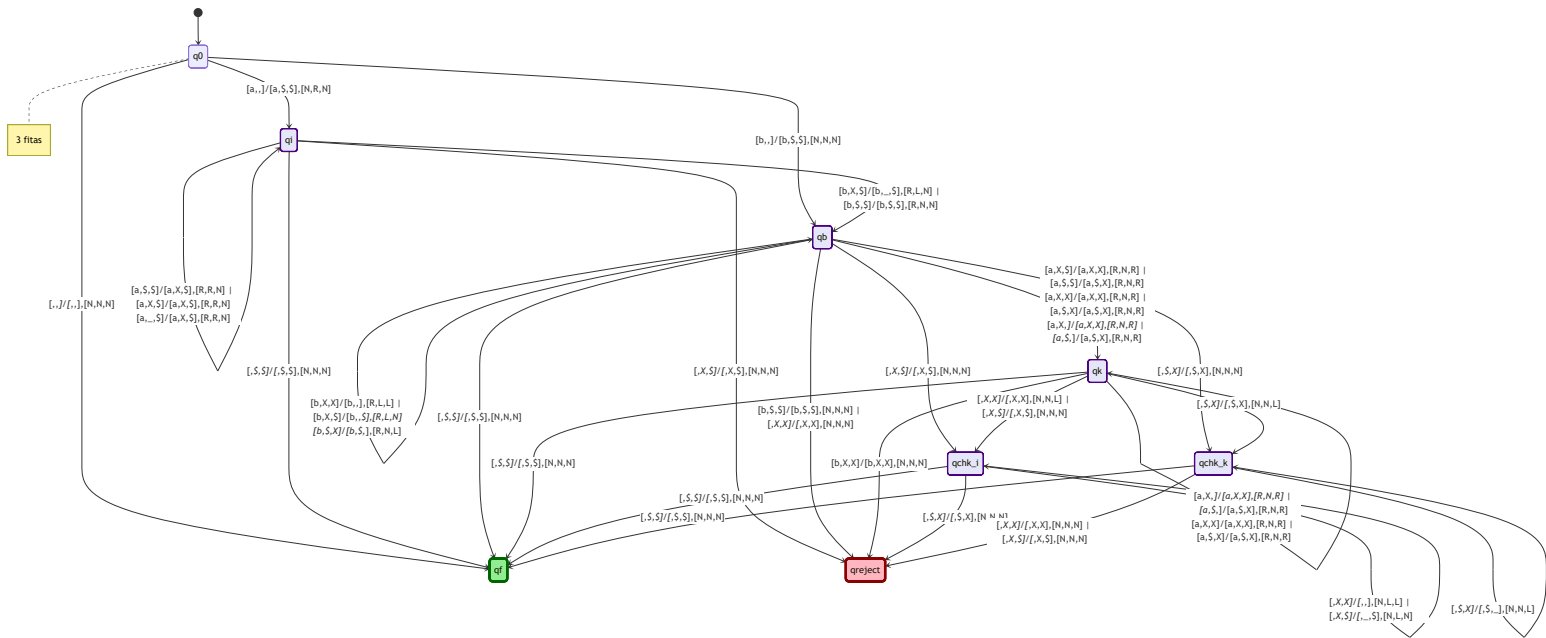 q0
[a,,]/[a,$,$],[N,R,N]
3 fitas
qi
[b,,]/[b,$,$],[N,N,N]
[b,X,$]/[b,_,$],[R,L,N] |
[b,$,$]/[b,$,$],[R,N,N]
qb
[a,X,$]/[a,X,X],[R,N,R] |
[a,$,$]/[a,$,X],[R,N,R]
[a,X,X]/[a,X,X],[R,N,R] |
[a,$,X]/[a,$,X],[R,N,R]
[a,X,]/[a,X,X],[R,N,R] |
[a,$,]/[a,$,X],[R,N,R]
[a,$,$]/[a,X,$],[R,R,N] |
[a,X,$]/[a,X,$],[R,R,N]
[a,_,$]/[a,X,$],[R,R,N]
[,,]/[,,],[N,N,N]
[,$,$]/[,$,$],[N,N,N]
[,X,$]/[,X,$],[N,N,N]
[,X,$]/[,X,$],[N,N,N]
qk
[,$,X]/[,$,X],[N,N,N]
[b,X,X]/[b,,],[R,L,L] |
[b,X,$]/[b,,$],[R,L,N]
[b,$,X]/[b,$,],[R,N,L]
[,$,$]/[,$,$],[N,N,N]
[b,$,$]/[b,$,$],[N,N,N] |
[,X,X]/[,X,X],[N,N,N]
[,X,X]/[,X,X],[N,N,L] |
[,X,$]/[,X,$],[N,N,N]
[,$,X]/[,$,X],[N,N,L]
[,$,$]/[,$,$],[N,N,N]
[b,X,X]/[b,X,X],[N,N,N]
qchk_i
qchk_k
[,$,$]/[,$,$],[N,N,N]
[,$,$]/[,$,$],[N,N,N]
[,$,X]/[,$,X],[N,N,N]
[,X,X]/[,X,X],[N,N,N] |
[,X,$]/[,X,$],[N,N,N]
[a,X,]/[a,X,X],[R,N,R] |
[a,$,]/[a,$,X],[R,N,R]
[a,X,X]/[a,X,X],[R,N,R] |
[a,$,X]/[a,$,X],[R,N,R]
qf
qreject
[,X,X]/[,,],[N,L,L] |
[,X,$]/[,_,$],[N,L,N]
[,$,X]/[,$,_],[N,N,L]